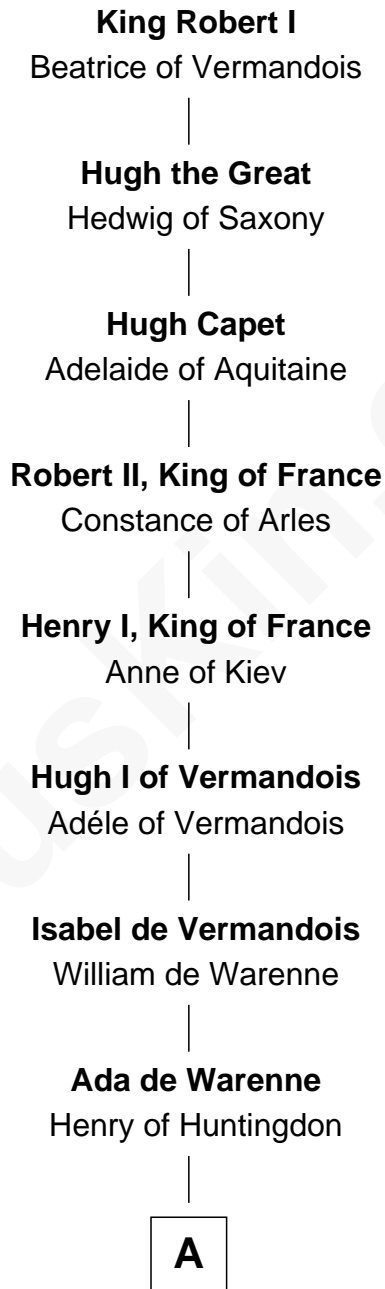 King Robert I
Beatrice of Vermandois
Hugh the Great
Hedwig of Saxony
Hugh Capet
Adelaide of Aquitaine
Robert II, King of France
Constance of Arles
Henry I, King of France
Anne of Kiev
Hugh I of Vermandois
Adéle of Vermandois
Isabel de Vermandois
William de Warenne
Ada de Warenne
Henry of Huntingdon
A